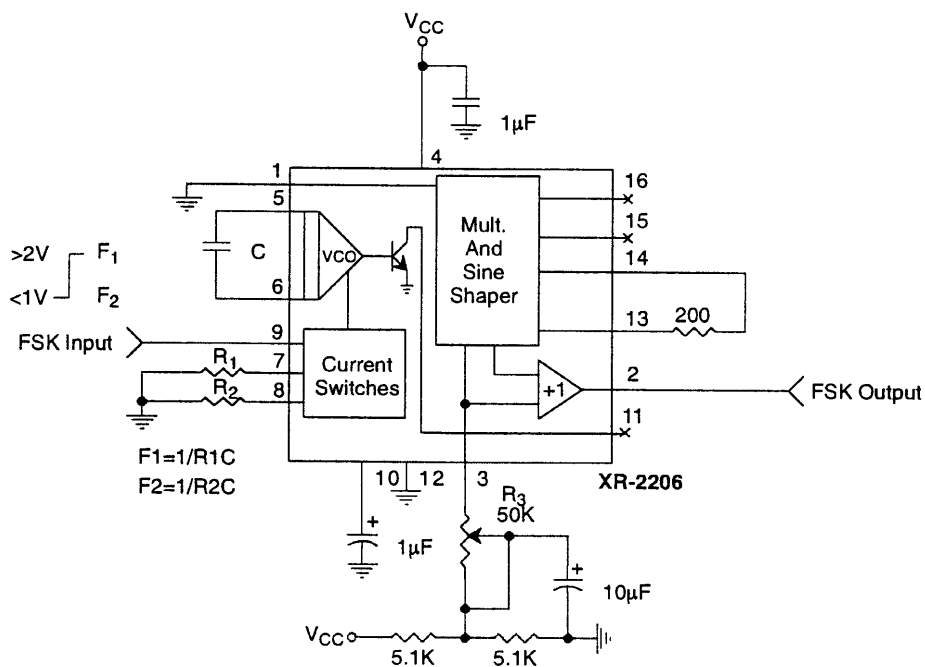 VCC
1µF
1
4
16
5
15
Mult.
And
Sine
Shaper
C
VCO
14
>2V
F1
<1V
F2
6
13
200
FSK Input
9
R1
7
Current
Switches
R2
8
+1
2
FSK Output
11
F1=1/R1C
F2=1/R2C
10
12
3
XR-2206
R3
50K
+
1µF
+
10µF
VCC
5.1K
5.1K